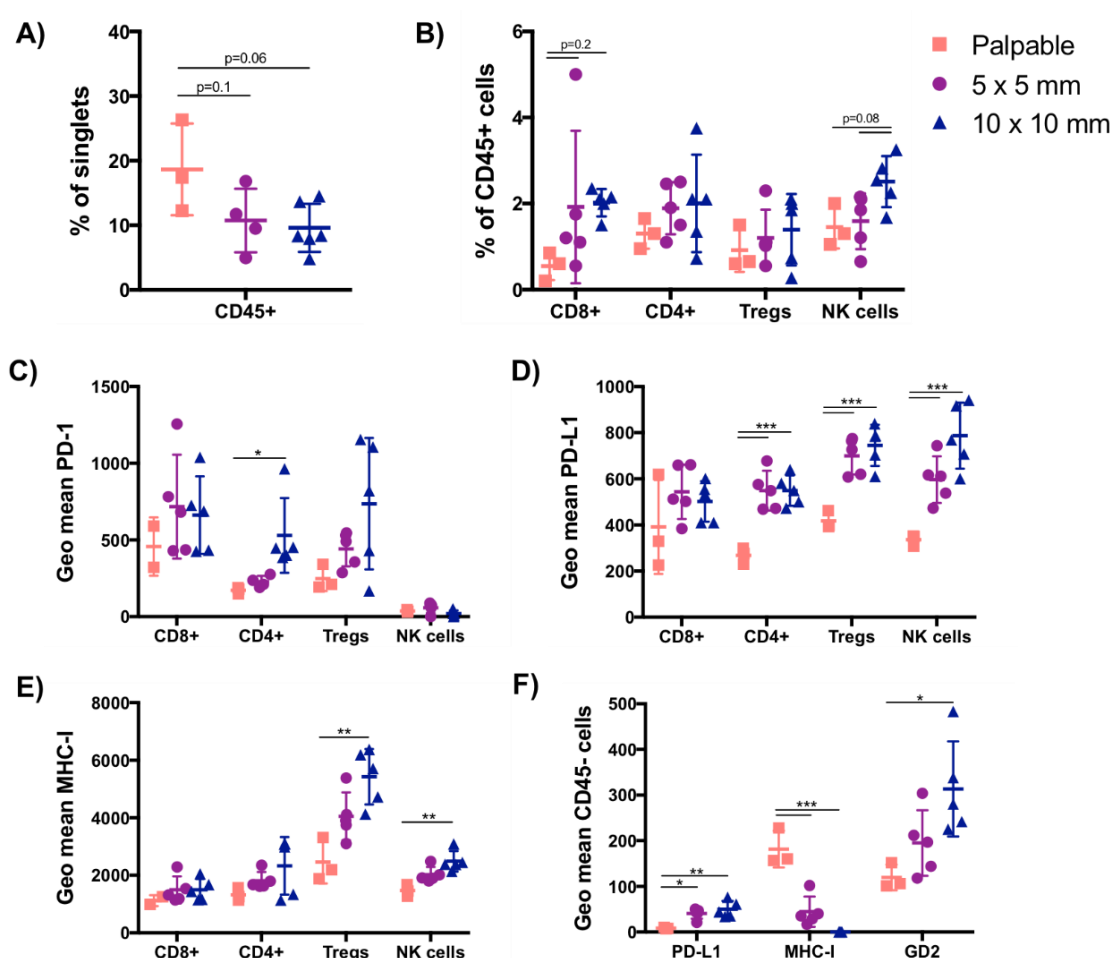 A)
% of singlets
40
30
20
10
0
p=0.06
p=0.1
CD45+
B)
% of CD45+ cells
6
4
2
0
p=0.2
p=0.08
CD8+ CD4+ Tregs NK cells
Palpable
5 x 5 mm
10 x 10 mm
C)
Geo mean PD-1
1500
1000
500
0
*
CD8+ CD4+ Tregs NK cells
D)
Geo mean PD-L1
1000
800
600
400
200
0
*** *** ***
CD8+ CD4+ Tregs NK cells
E)
Geo mean MHC-I
8000
6000
4000
2000
0
** **
CD8+ CD4+ Tregs NK cells
F)
Geo mean CD45- cells
500
400
300
200
100
0
**
*
***
*
PD-L1 MHC-I GD2